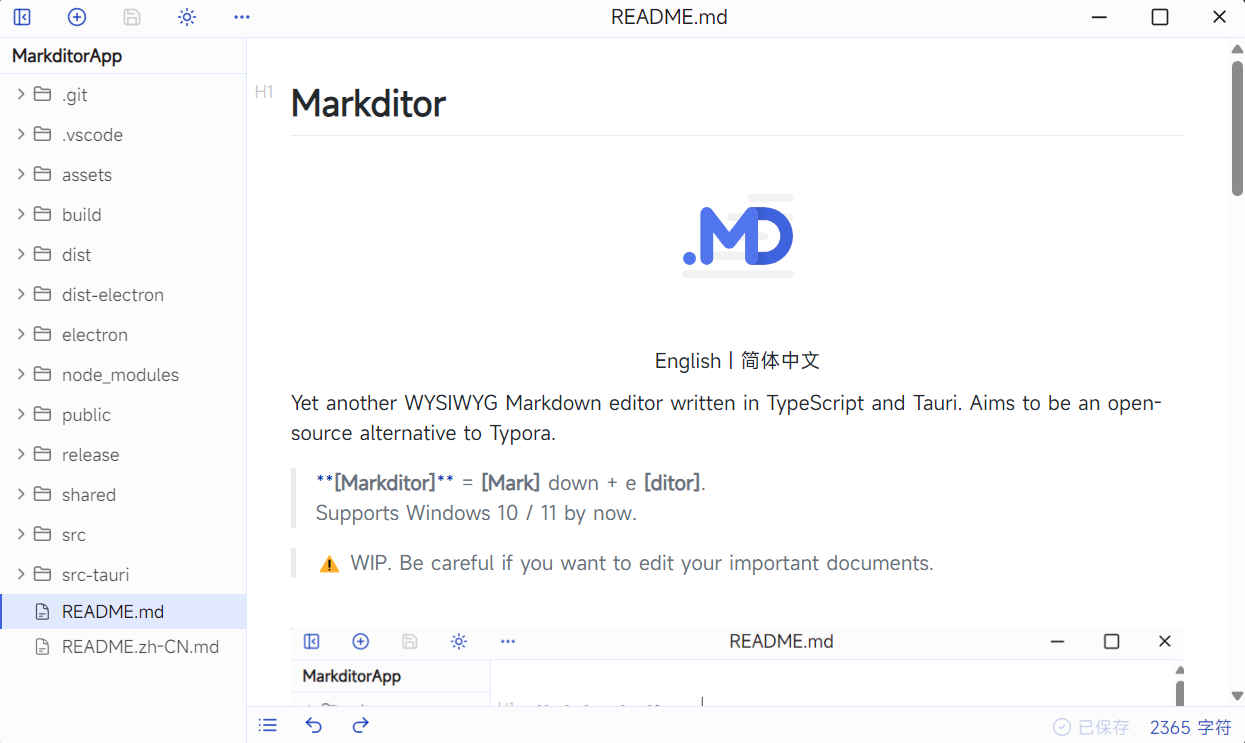 README.md
MarkditorApp
.git
.vscode
assets
build
dist
dist-electron
electron
node_modules
public
release
shared
src
src-tauri
README.md
README.zh-CN.md
H1
Markditor
.MD
English | 简体中文
Yet another WYSIWYG Markdown editor written in TypeScript and Tauri. Aims to be an open-
source alternative to Typora.
**[Markditor]** = [Mark] down + e [ditor].
Supports Windows 10 / 11 by now.
WIP. Be careful if you want to edit your important documents.
README.md
MarkditorApp
已保存
2365 字符